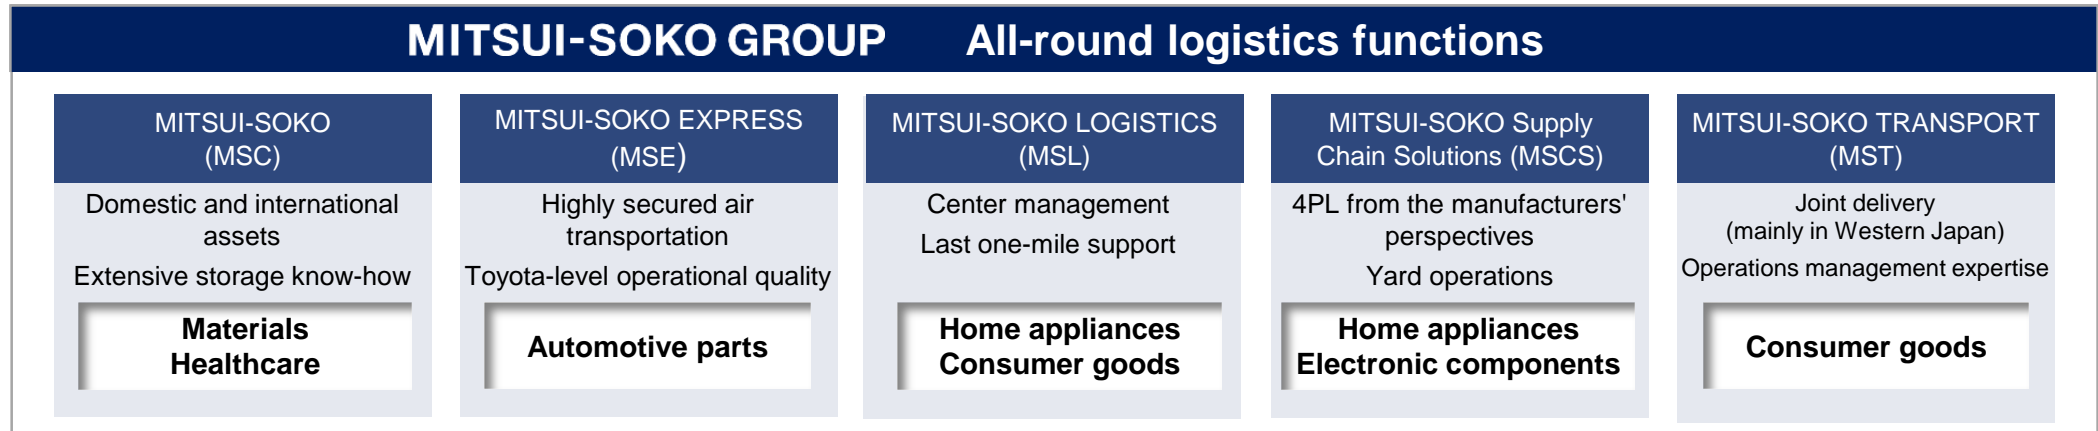 MITSUI-SOKO GROUP All-round logistics functions
MITSUI-SOKO
(MSC)
Domestic and international
assets
Extensive storage know-how
Materials
Healthcare
MITSUI-SOKO EXPRESS
(MSE)
Highly secured air
transportation
Toyota-level operational quality
Automotive parts
MITSUI-SOKO LOGISTICS
(MSL)
Center management
Last one-mile support
Home appliances
Consumer goods
MITSUI-SOKO Supply
Chain Solutions (MSCS)
4PL from the manufacturers'
perspectives
Yard operations
Home appliances
Electronic components
MITSUI-SOKO TRANSPORT
(MST)
Joint delivery
(mainly in Western Japan)
Operations management expertise
Consumer goods